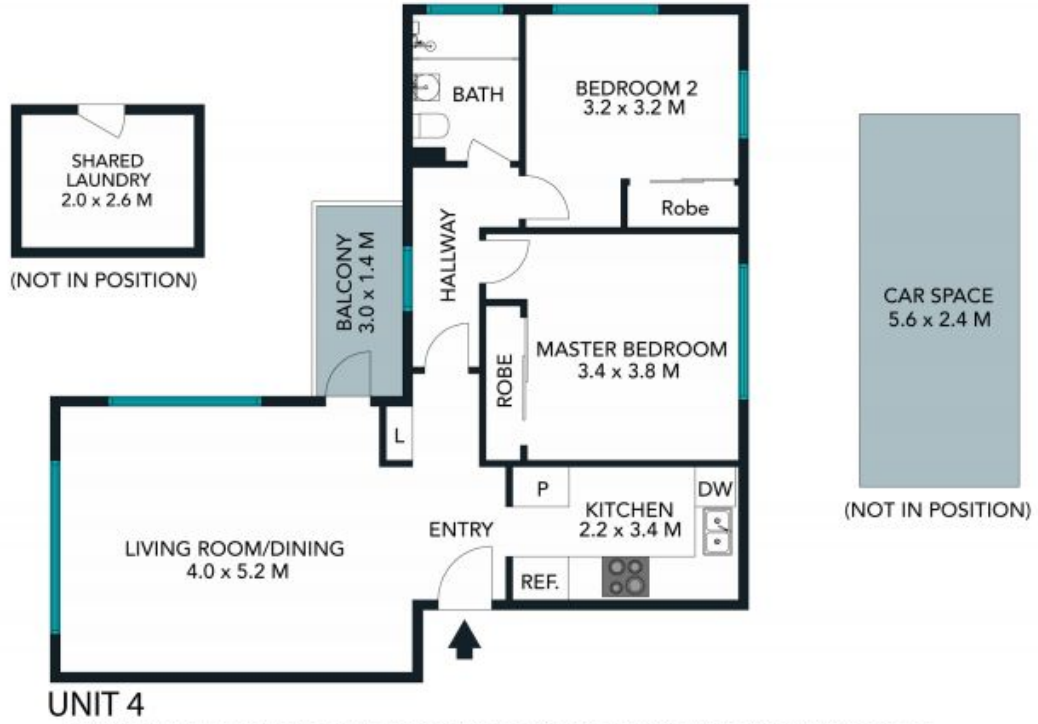 BATH
BEDROOM 2
3.2 x 3.2 M
Robe
SHARED
LAUNDRY
2.0 x 2.6 M
(NOT IN POSITION)
BALCONY
3.0 x 1.4 M
HALLWAY
MASTER BEDROOM
3.4 x 3.8 M
ROBE
CAR SPACE
5.6 x 2.4 M
(NOT IN POSITION)
L
P
DW
KITCHEN
2.2 x 3.4 M
REF.
ENTRY
LIVING ROOM/DINING
4.0 x 5.2 M
UNIT 4